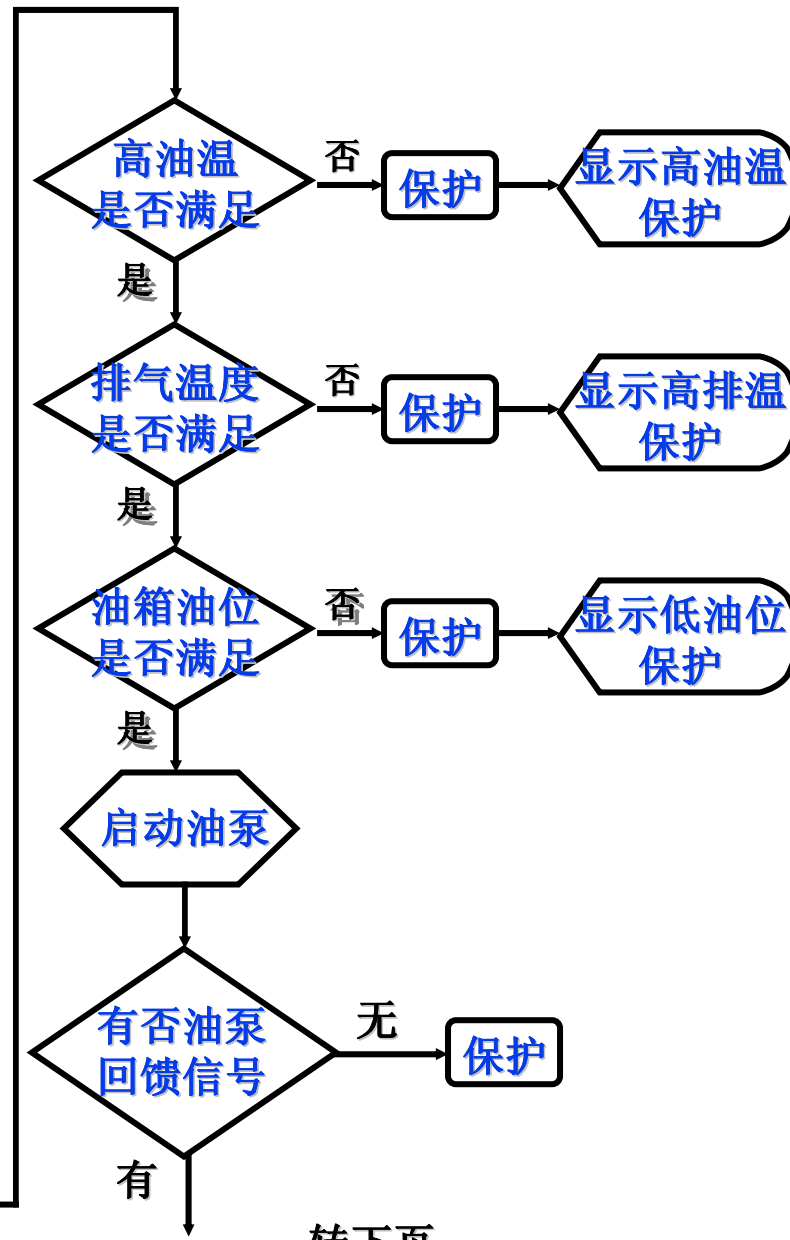 高油温
是否满足
否
保护
显示高油温
保护
是
排气温度
是否满足
否
保护
显示高排温
保护
是
油箱油位
是否满足
否
保护
显示低油位
保护
是
启动油泵
有否油泵
回馈信号
无
保护
有
转下页